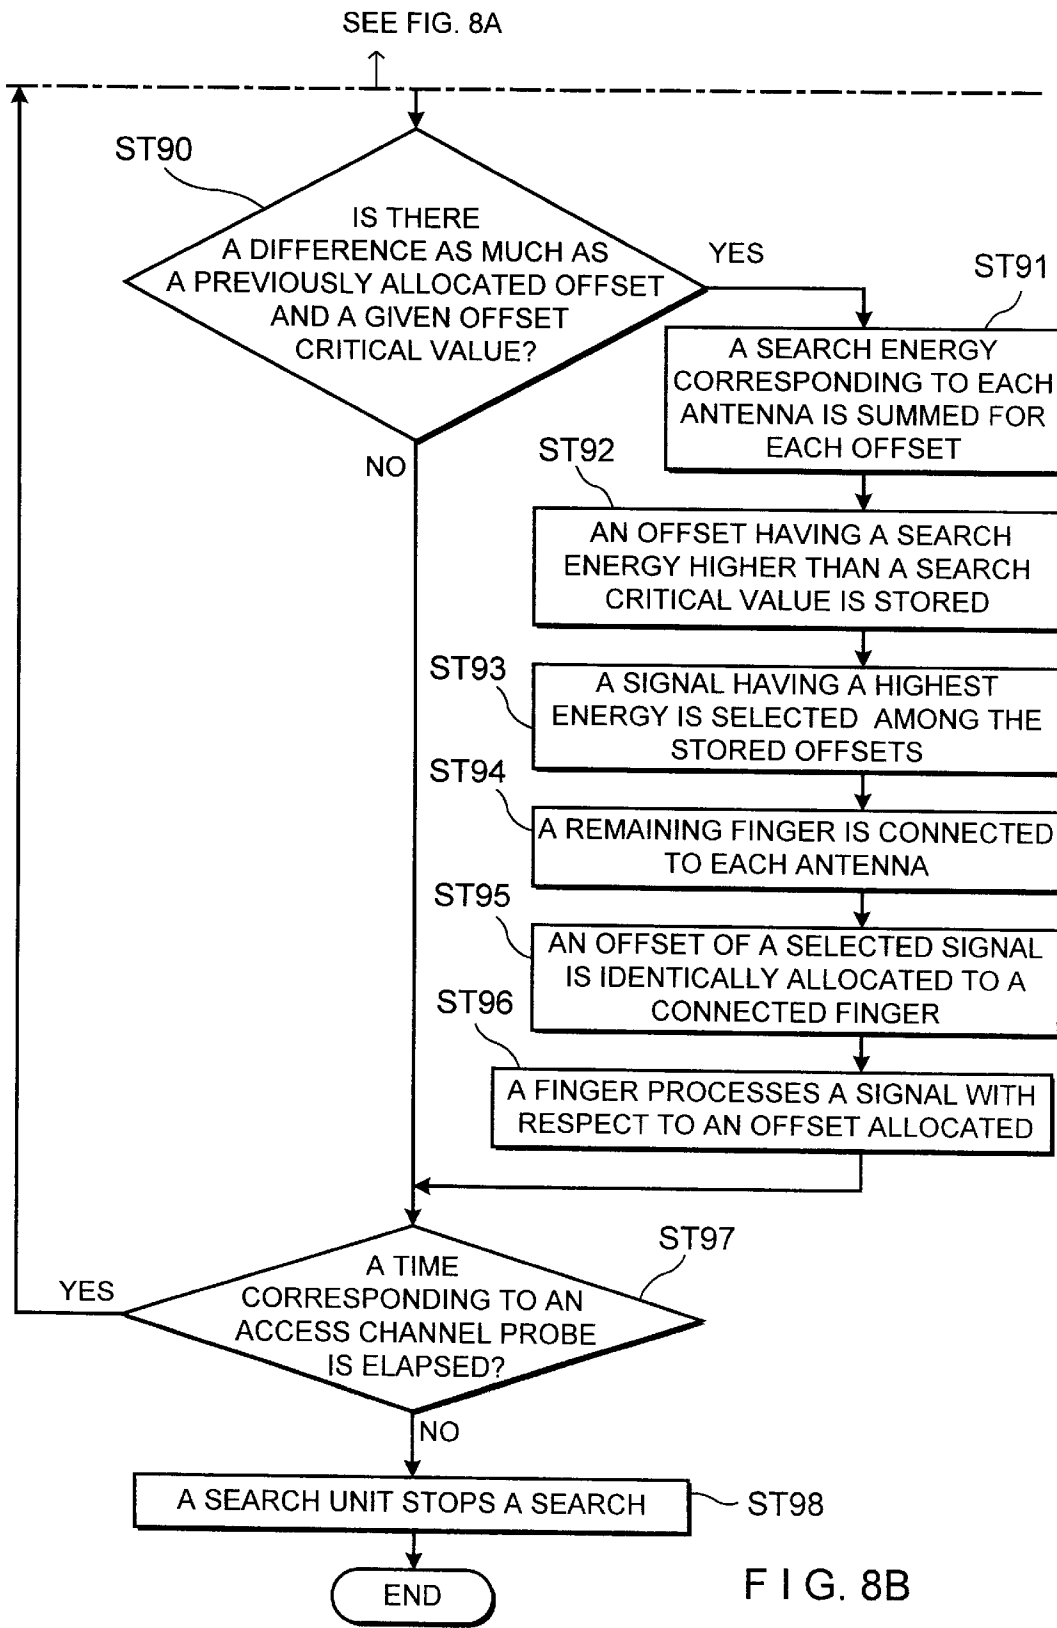 SEE FIG. 8A
ST90
IS THERE
A DIFFERENCE AS MUCH AS
A PREVIOUSLY ALLOCATED OFFSET
AND A GIVEN OFFSET
CRITICAL VALUE?
YES
NO
ST91
A SEARCH ENERGY
CORRESPONDING TO EACH
ANTENNA IS SUMMED FOR
EACH OFFSET
ST92
AN OFFSET HAVING A SEARCH
ENERGY HIGHER THAN A SEARCH
CRITICAL VALUE IS STORED
ST93
A SIGNAL HAVING A HIGHEST
ENERGY IS SELECTED AMONG THE
STORED OFFSETS
ST94
A REMAINING FINGER IS CONNECTED
TO EACH ANTENNA
ST95
AN OFFSET OF A SELECTED SIGNAL
IS IDENTICALLY ALLOCATED TO A
CONNECTED FINGER
ST96
A FINGER PROCESSES A SIGNAL WITH
RESPECT TO AN OFFSET ALLOCATED
ST97
A TIME
CORRESPONDING TO AN
ACCESS CHANNEL PROBE
IS ELAPSED?
YES
NO
A SEARCH UNIT STOPS A SEARCH
ST98
END
FIG. 8B